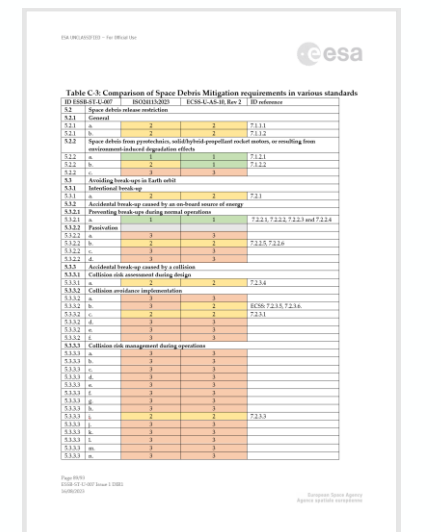 ESA UNCLASSIFIED – For Official Use
esa
Table C-3: Comparison of Space Debris Mitigation requirements in various standards
ID ESSB-ST-U-007 ISO24113:2023 ECSS-U-AS-10, Rev 2 ID reference
5.2 Space debris release restriction
5.2.1 General
5.2.1 a. 2 2 7.1.1.1
5.2.1 b. 2 2 7.1.1.2
5.2.2 Space debris from pyrotechnics, solid/hybrid-propellant rocket motors, or resulting from
environment-induced degradation effects
5.2.2 a. 1 1 7.1.2.1
5.2.2 b. 2 1 7.1.2.2
5.2.2 c. 3 3
5.3 Avoiding break-ups in Earth orbit
5.3.1 Intentional break-up
5.3.1 a. 2 2 7.2.1
5.3.2 Accidental break-up caused by an on-board source of energy
5.3.2.1 Preventing break-ups during normal operations
5.3.2.1 a. 1 1 7.2.2.1, 7.2.2.2, 7.2.2.3 and 7.2.2.4
5.3.2.2 Passivation
5.3.2.2 a. 3 3
5.3.2.2 b. 2 2 7.2.2.5, 7.2.2.6
5.3.2.2 c. 3 3
5.3.2.2 d. 3 3
5.3.3 Accidental break-up caused by a collision
5.3.3.1 Collision risk assessment during design
5.3.3.1 a. 2 2 7.2.3.4
5.3.3.2 Collision avoidance implementation
5.3.3.2 a. 3 3
5.3.3.2 b. 3 2 ECSS: 7.2.3.5, 7.2.3.6.
5.3.3.2 c. 2 2 7.2.3.1
5.3.3.2 d. 3 3
5.3.3.2 e. 3 3
5.3.3.2 f. 3 3
5.3.3.3 Collision risk management during operations
5.3.3.3 a. 3 3
5.3.3.3 b. 3 3
5.3.3.3 c. 3 3
5.3.3.3 d. 3 3
5.3.3.3 e. 3 3
5.3.3.3 f. 3 3
5.3.3.3 g. 3 3
5.3.3.3 h. 3 3
5.3.3.3 i. 2 2 7.2.3.3
5.3.3.3 j. 3 3
5.3.3.3 k. 3 3
5.3.3.3 l. 3 3
5.3.3.3 m. 3 3
5.3.3.3 n. 3 3
ESSB-ST-U-007 Issue 1
European Space Agency
Agence spatiale européenne